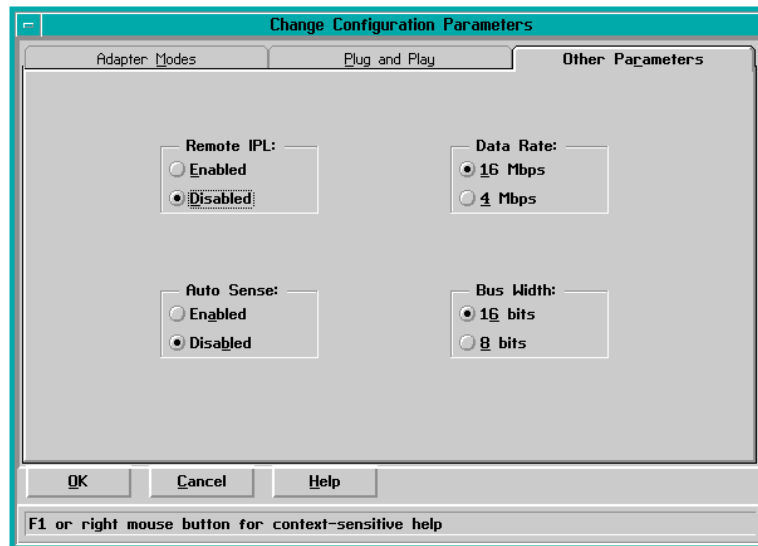 Change Configuration Parameters
Adapter Modes
Plug and Play
Other Parameters
Remote IPL:
Enabled
Disabled
Data Rate:
16 Mbps
4 Mbps
Auto Sense:
Enabled
Disabled
Bus Width:
16 bits
8 bits
OK
Cancel
Help
F1 or right mouse button for context-sensitive help